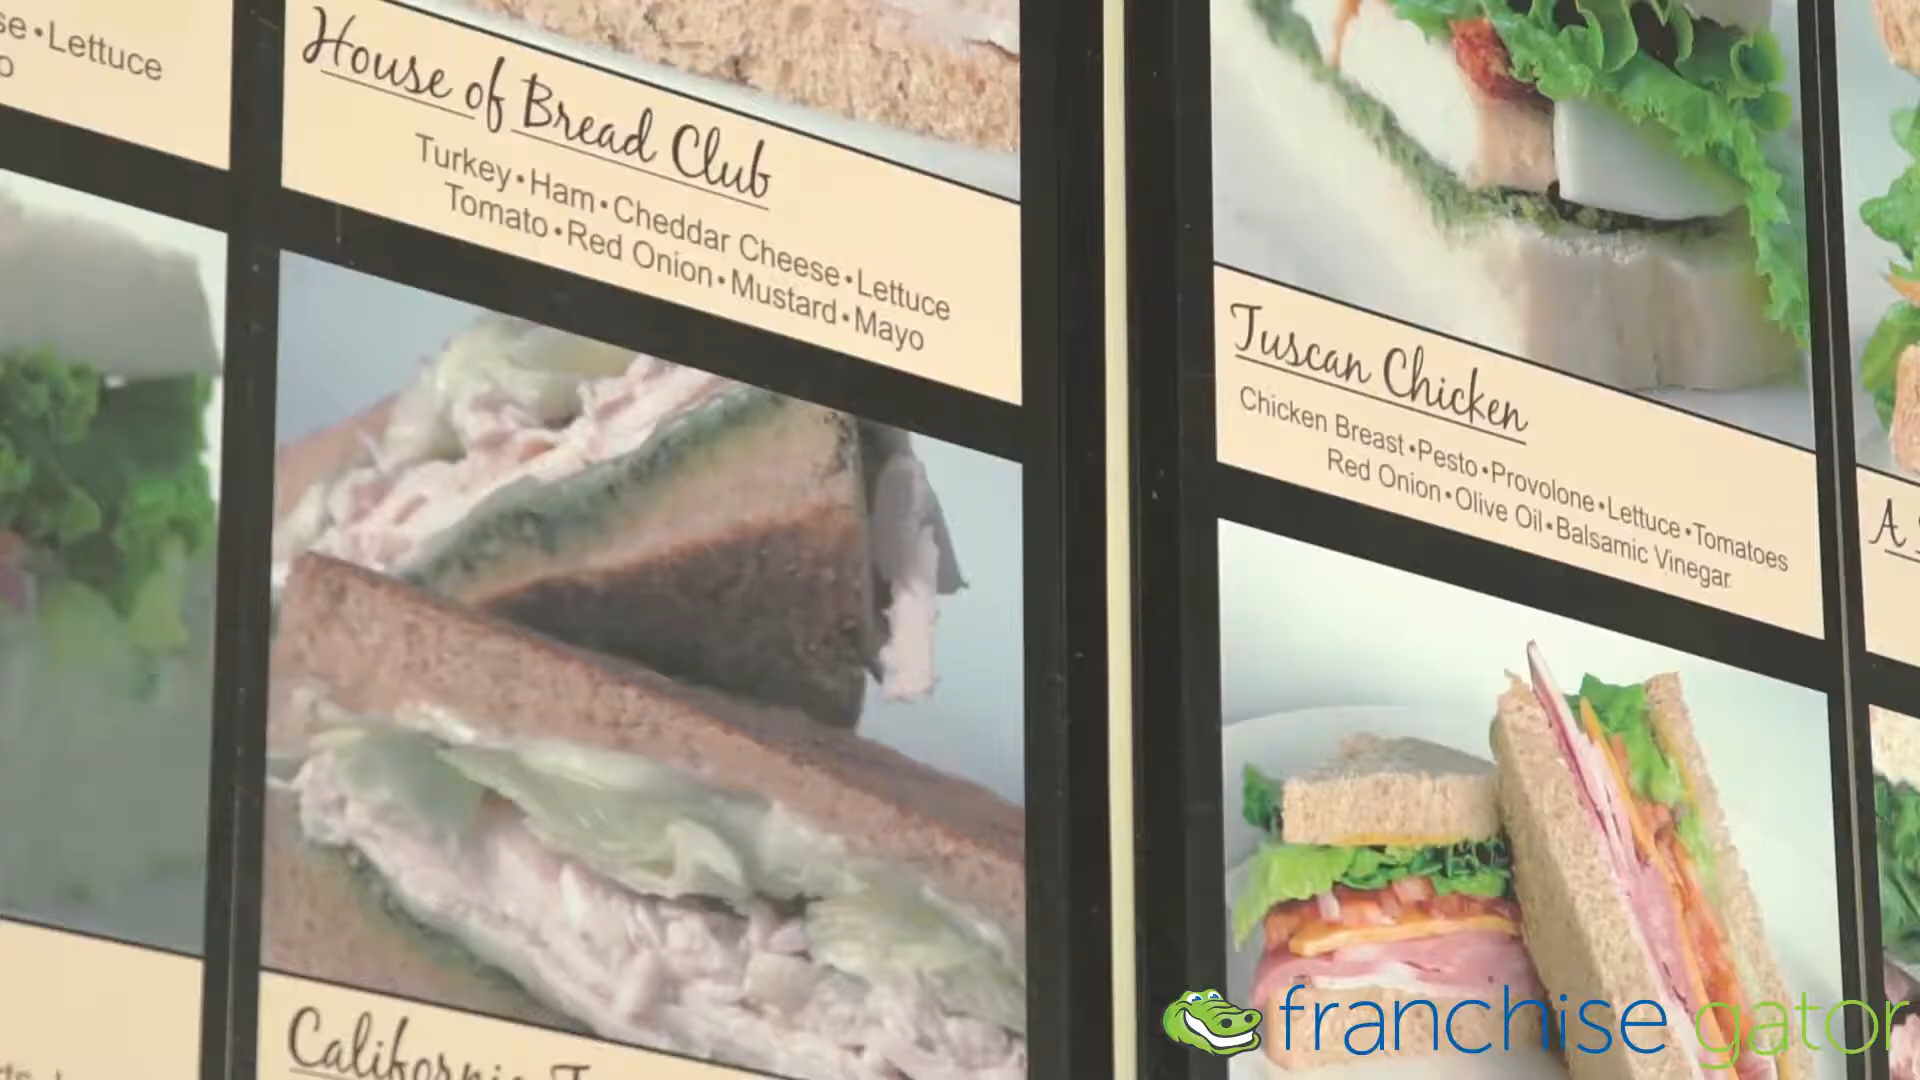 Lettuce
House of Bread Club
Turkey•Ham•Cheddar Cheese•Lettuce
Tomato•Red Onion•Mustard•Mayo
Tuscan Chicken
Chicken Breast•Pesto•Provolone•Lettuce•Tomatoes
Red Onion•Olive Oil•Balsamic Vinegar
A
California
franchise gator